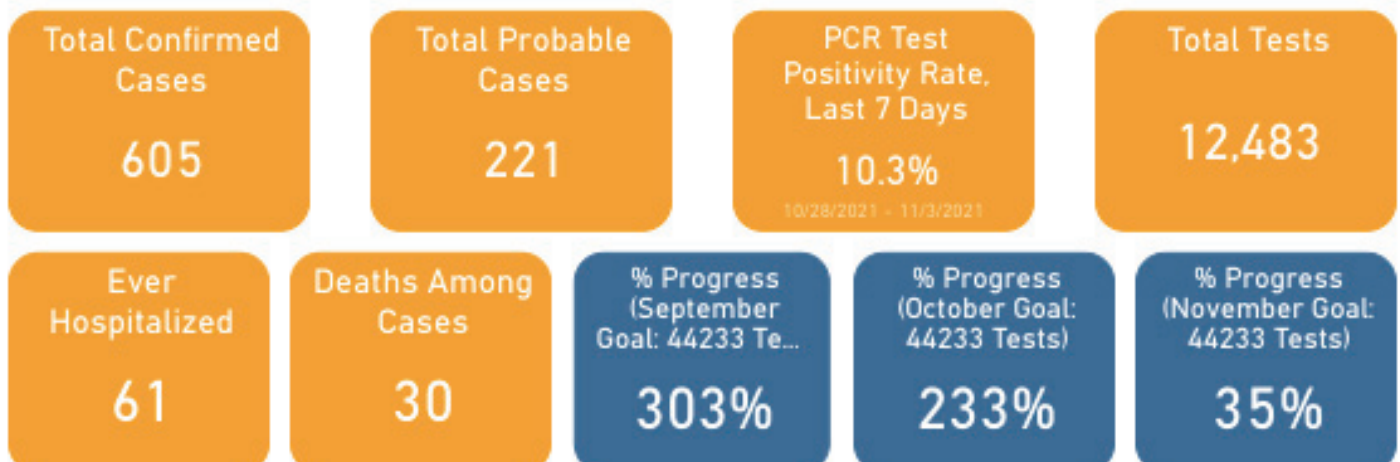 Total Confirmed
Cases
605
Total Probable
Cases
221
PCR Test
Positivity Rate,
Last 7 Days
10.3%
10/28/2021 - 11/3/2021
Total Tests
12,483
Ever
Hospitalized
61
Deaths Among
Cases
30
% Progress
(September
Goal: 44233 Te...
303%
% Progress
(October Goal:
44233 Tests)
233%
% Progress
(November Goal:
44233 Tests)
35%